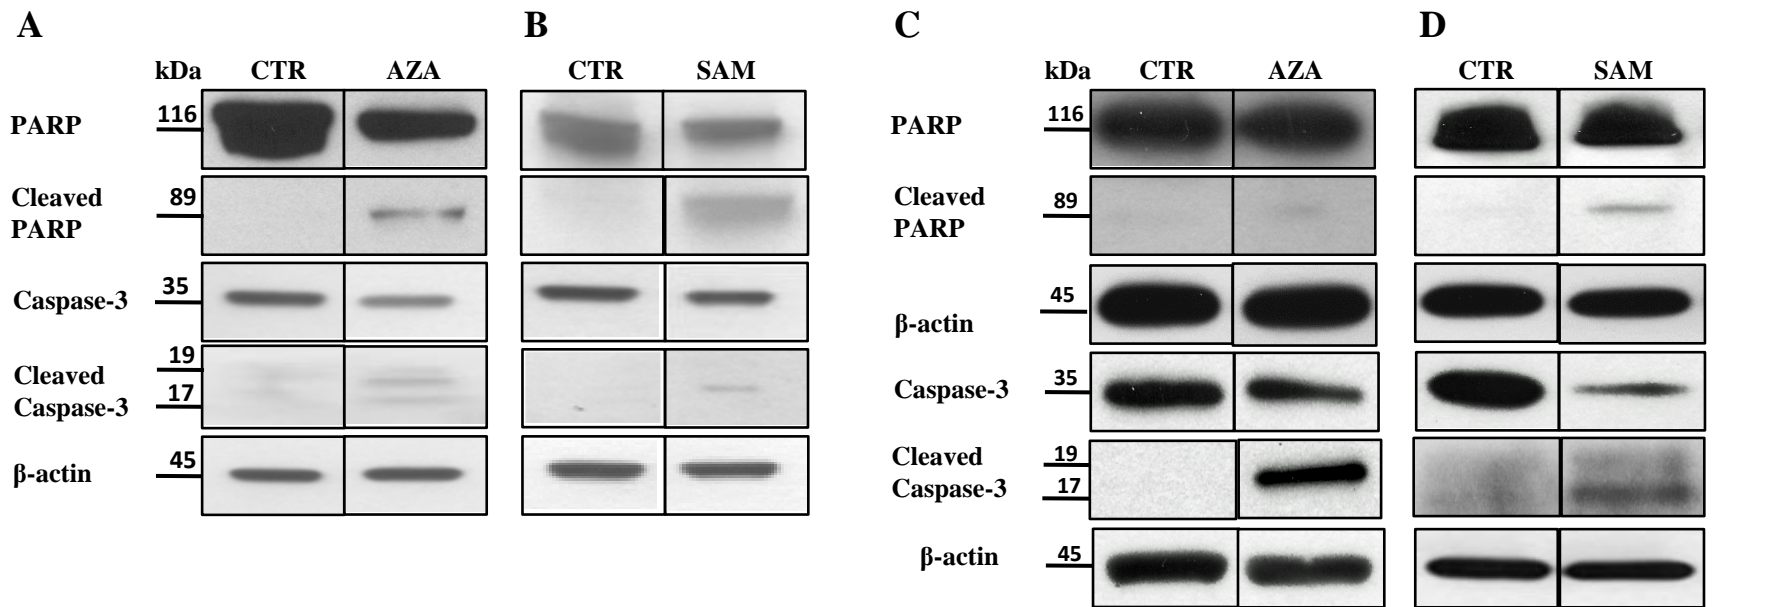 A
B
C
D
kDa CTR AZA
CTR SAM
kDa CTR AZA
CTR SAM
PARP 116
Cleaved 89
PARP
Caspase-3 35
19
Cleaved
Caspase-3 17
β-actin 45
PARP 116
Cleaved 89
PARP
45
β-actin
Caspase-3 35
Cleaved 19
Caspase-3 17
β-actin 45